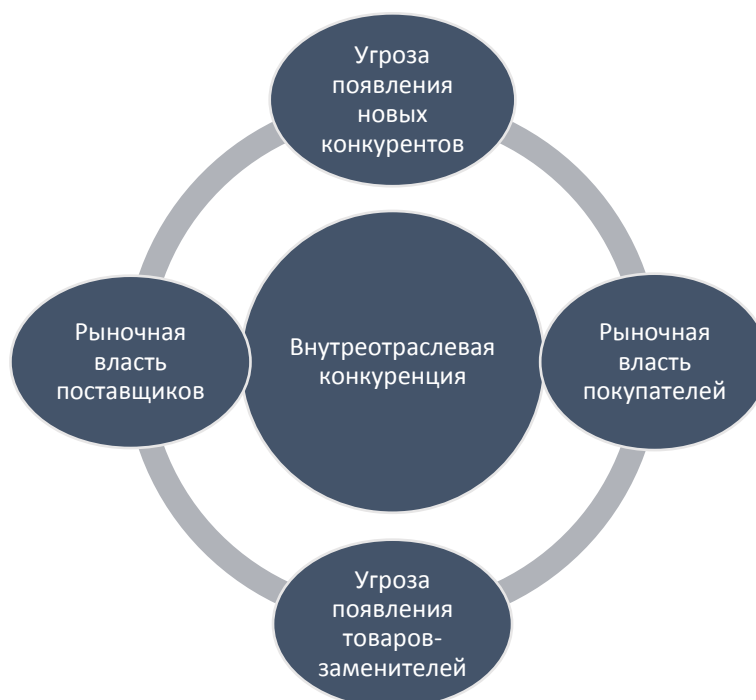 Угроза
появления
новых
конкурентов
Рыночная
власть
поставщиков
Внутреотраслевая
конкуренция
Рыночная
власть
покупателей
Угроза
появления
товаров-
заменителей